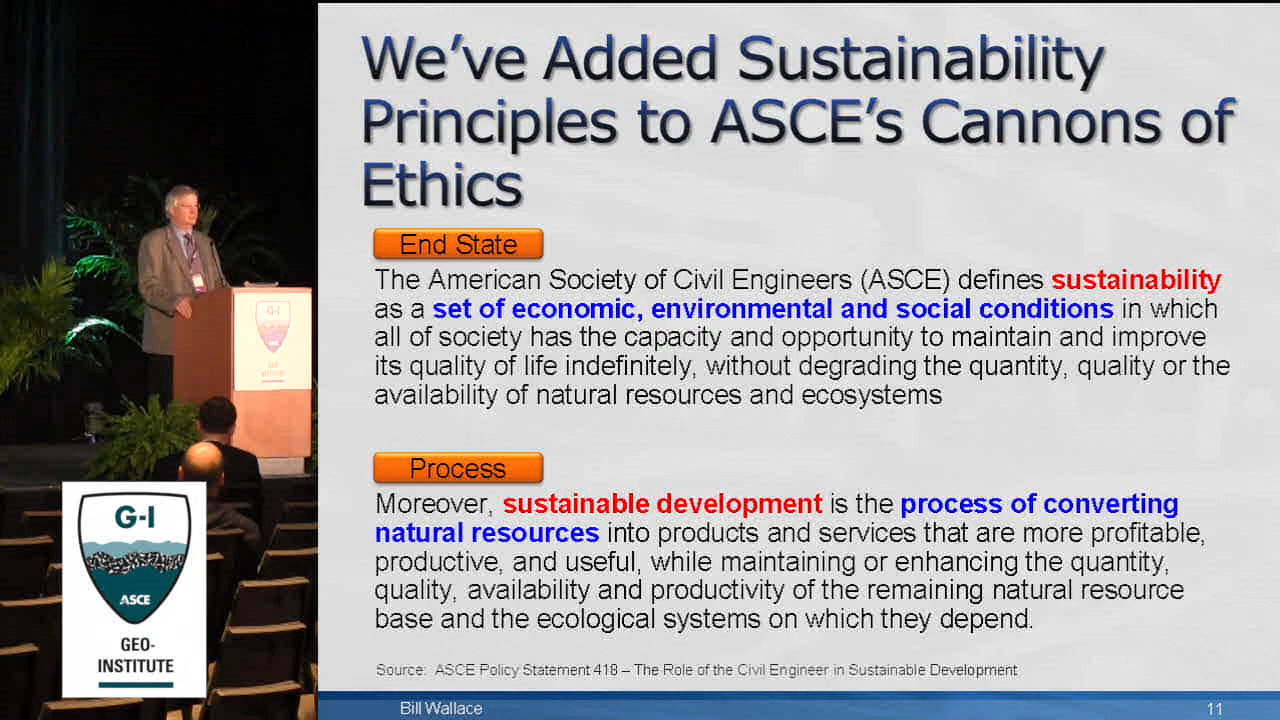 We've Added Sustainability
Principles to ASCE's Cannons of
Ethics
End State
The American Society of Civil Engineers (ASCE) defines sustainability
as a set of economic, environmental and social conditions in which
all of society has the capacity and opportunity to maintain and improve
its quality of life indefinitely, without degrading the quantity, quality or the
availability of natural resources and ecosystems
Process
Moreover, sustainable development is the process of converting
natural resources into products and services that are more profitable,
productive, and useful, while maintaining or enhancing the quantity,
quality, availability and productivity of the remaining natural resource
base and the ecological systems on which they depend.
Source: ASCE Policy Statement 418 – The Role of the Civil Engineer in Sustainable Development
Bill Wallace
11
G-I
G-I
ASCE
GEO-
INSTITUTE